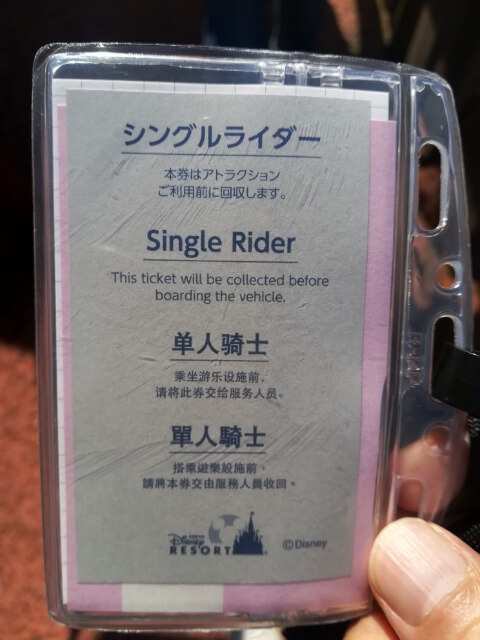 シングルライダー
本券はアトラクション
ご利用前に回収します。
Single Rider
This ticket will be collected before
boarding the vehicle.
单人骑士
乘坐游乐设施前，
请将此券交给服务人员。
單人騎士
搭乘遊樂設施前，
請將本券交由服務人員收回。
TOKYO
Disney
RESORT
©Disney